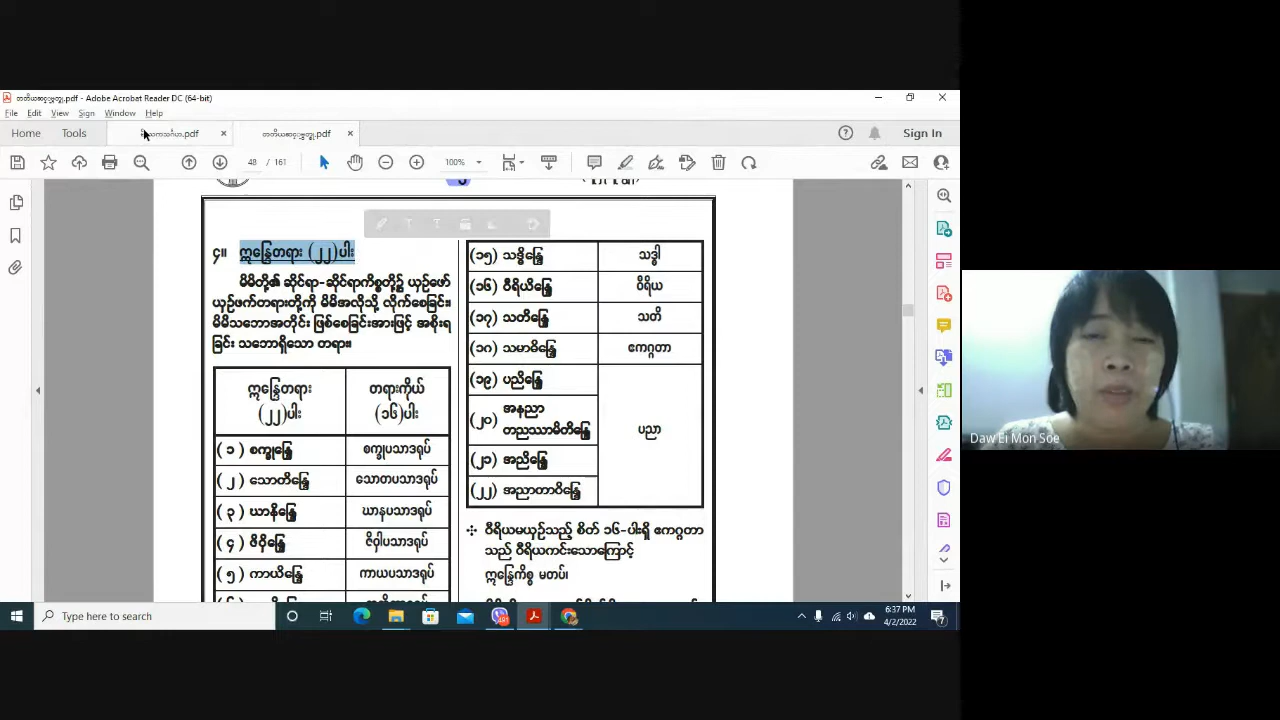 တတိယဆင့်_မှတ်စု.pdf - Adobe Acrobat Reader DC (64-bit)
File Edit View Sign Window Help
Home Tools
Sign In
48 / 161
100%
၄။ ဣန္ဒြေတရား (၂၂)ပါး
မိမိတို့၏ ဆိုင်ရာ-ဆိုင်ရာကိစ္စတို့၌ ယှဉ်ဖော်
ယှဉ်ဖက်တရားတို့ကို မိမိအလိုသို့ လိုက်စေခြင်း၊
မိမိသဘောအတိုင်း ဖြစ်စေခြင်းအားဖြင့် အစိုးရ
ခြင်း သဘောရှိသော တရား။
ဣန္ဒြေတရား (၂၂)ပါး
တရားကိုယ် (၁၆)ပါး
(၁) စက္ခုန္ဒြေ စက္ခုပသာဒရုပ်
(၂) သောတိန္ဒြေ သောတပသာဒရုပ်
(၃) ဃာနိန္ဒြေ ဃာနပသာဒရုပ်
(၄) ဇိဝှိန္ဒြေ ဇိဝှါပသာဒရုပ်
(၅) ကာယိန္ဒြေ ကာယပသာဒရုပ်
(၁၅) သဒ္ဓိန္ဒြေ သဒ္ဓါ
(၁၆) ဝီရိယိန္ဒြေ ဝီရိယ
(၁၇) သတိန္ဒြေ သတိ
(၁၈) သမာဓိန္ဒြေ ဧကဂ္ဂတာ
(၁၉) ပညိန္ဒြေ
(၂၀) အနညာ
တညဿာမိတိန္ဒြေ
ပညာ
(၂၁) အညိန္ဒြေ
(၂၂) အညာတာဝိန္ဒြေ
ဝီရိယမယှဉ်သည့် စိတ် ၁၆-ပါးရှိ ဧကဂ္ဂတာ
သည် ဝီရိယကင်းသောကြောင့်
ဣန္ဒြေကိစ္စ မတပ်၊
Daw Ei Mon Soe
Type here to search
6:37 PM
4/2/2022